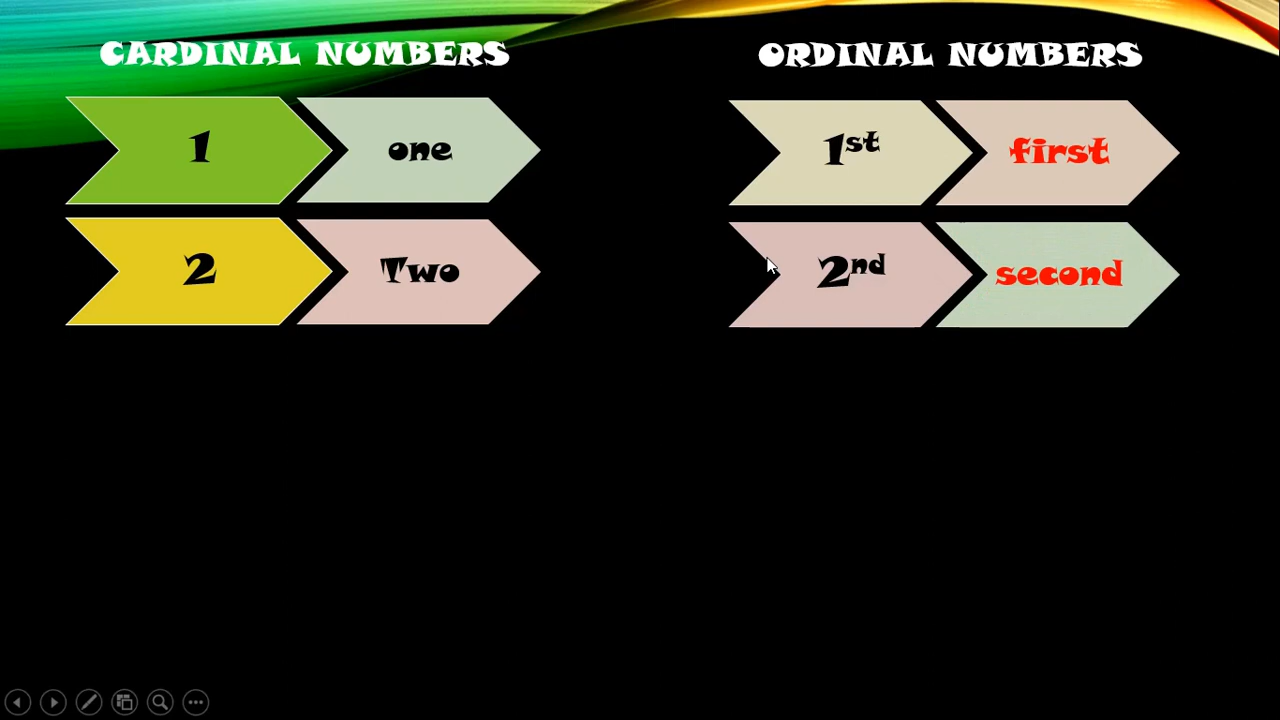 CARDINAL NUMBERS
1 one
2 Two
ORDINAL NUMBERS
1st first
2nd second